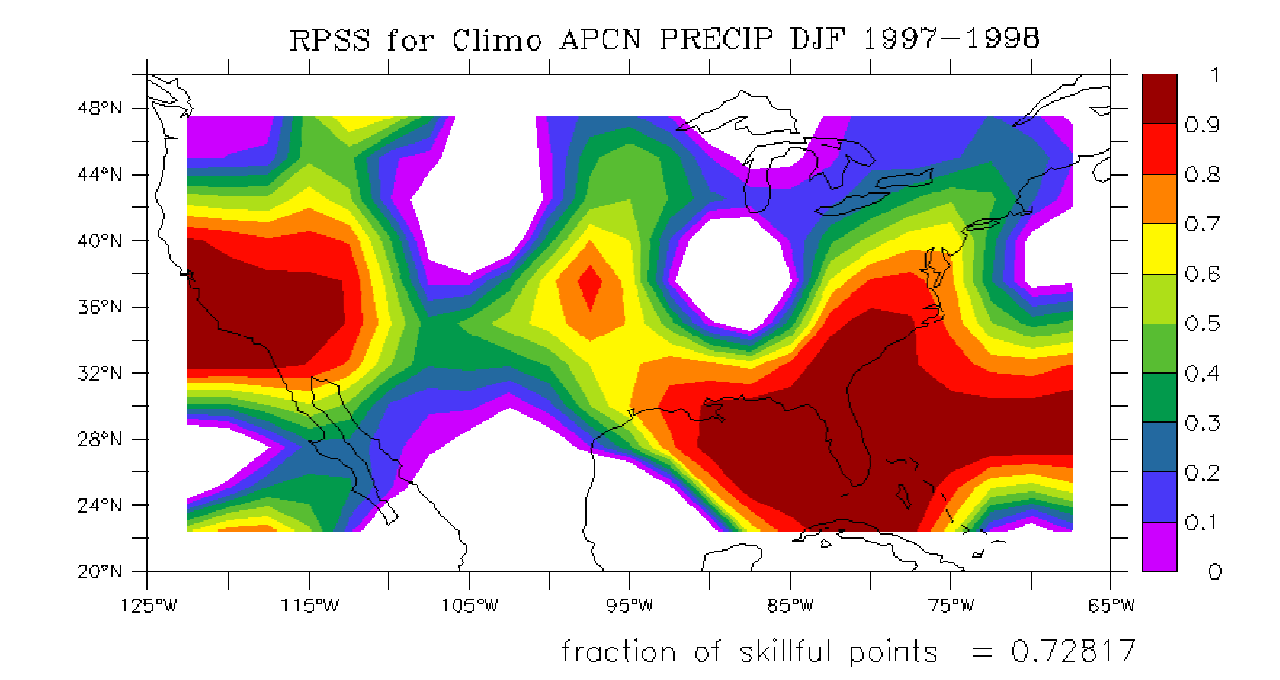 RPSS for Climo APCN PRECIP DJF 1997-1998
48°N
44°N
40°N
36°N
32°N
28°N
24°N
20°N
125°W 115°W 105°W 95°W 85°W 75°W 65°W
1
0.9
0.8
0.7
0.6
0.5
0.4
0.3
0.2
0.1
0
fraction of skillful points = 0.72817